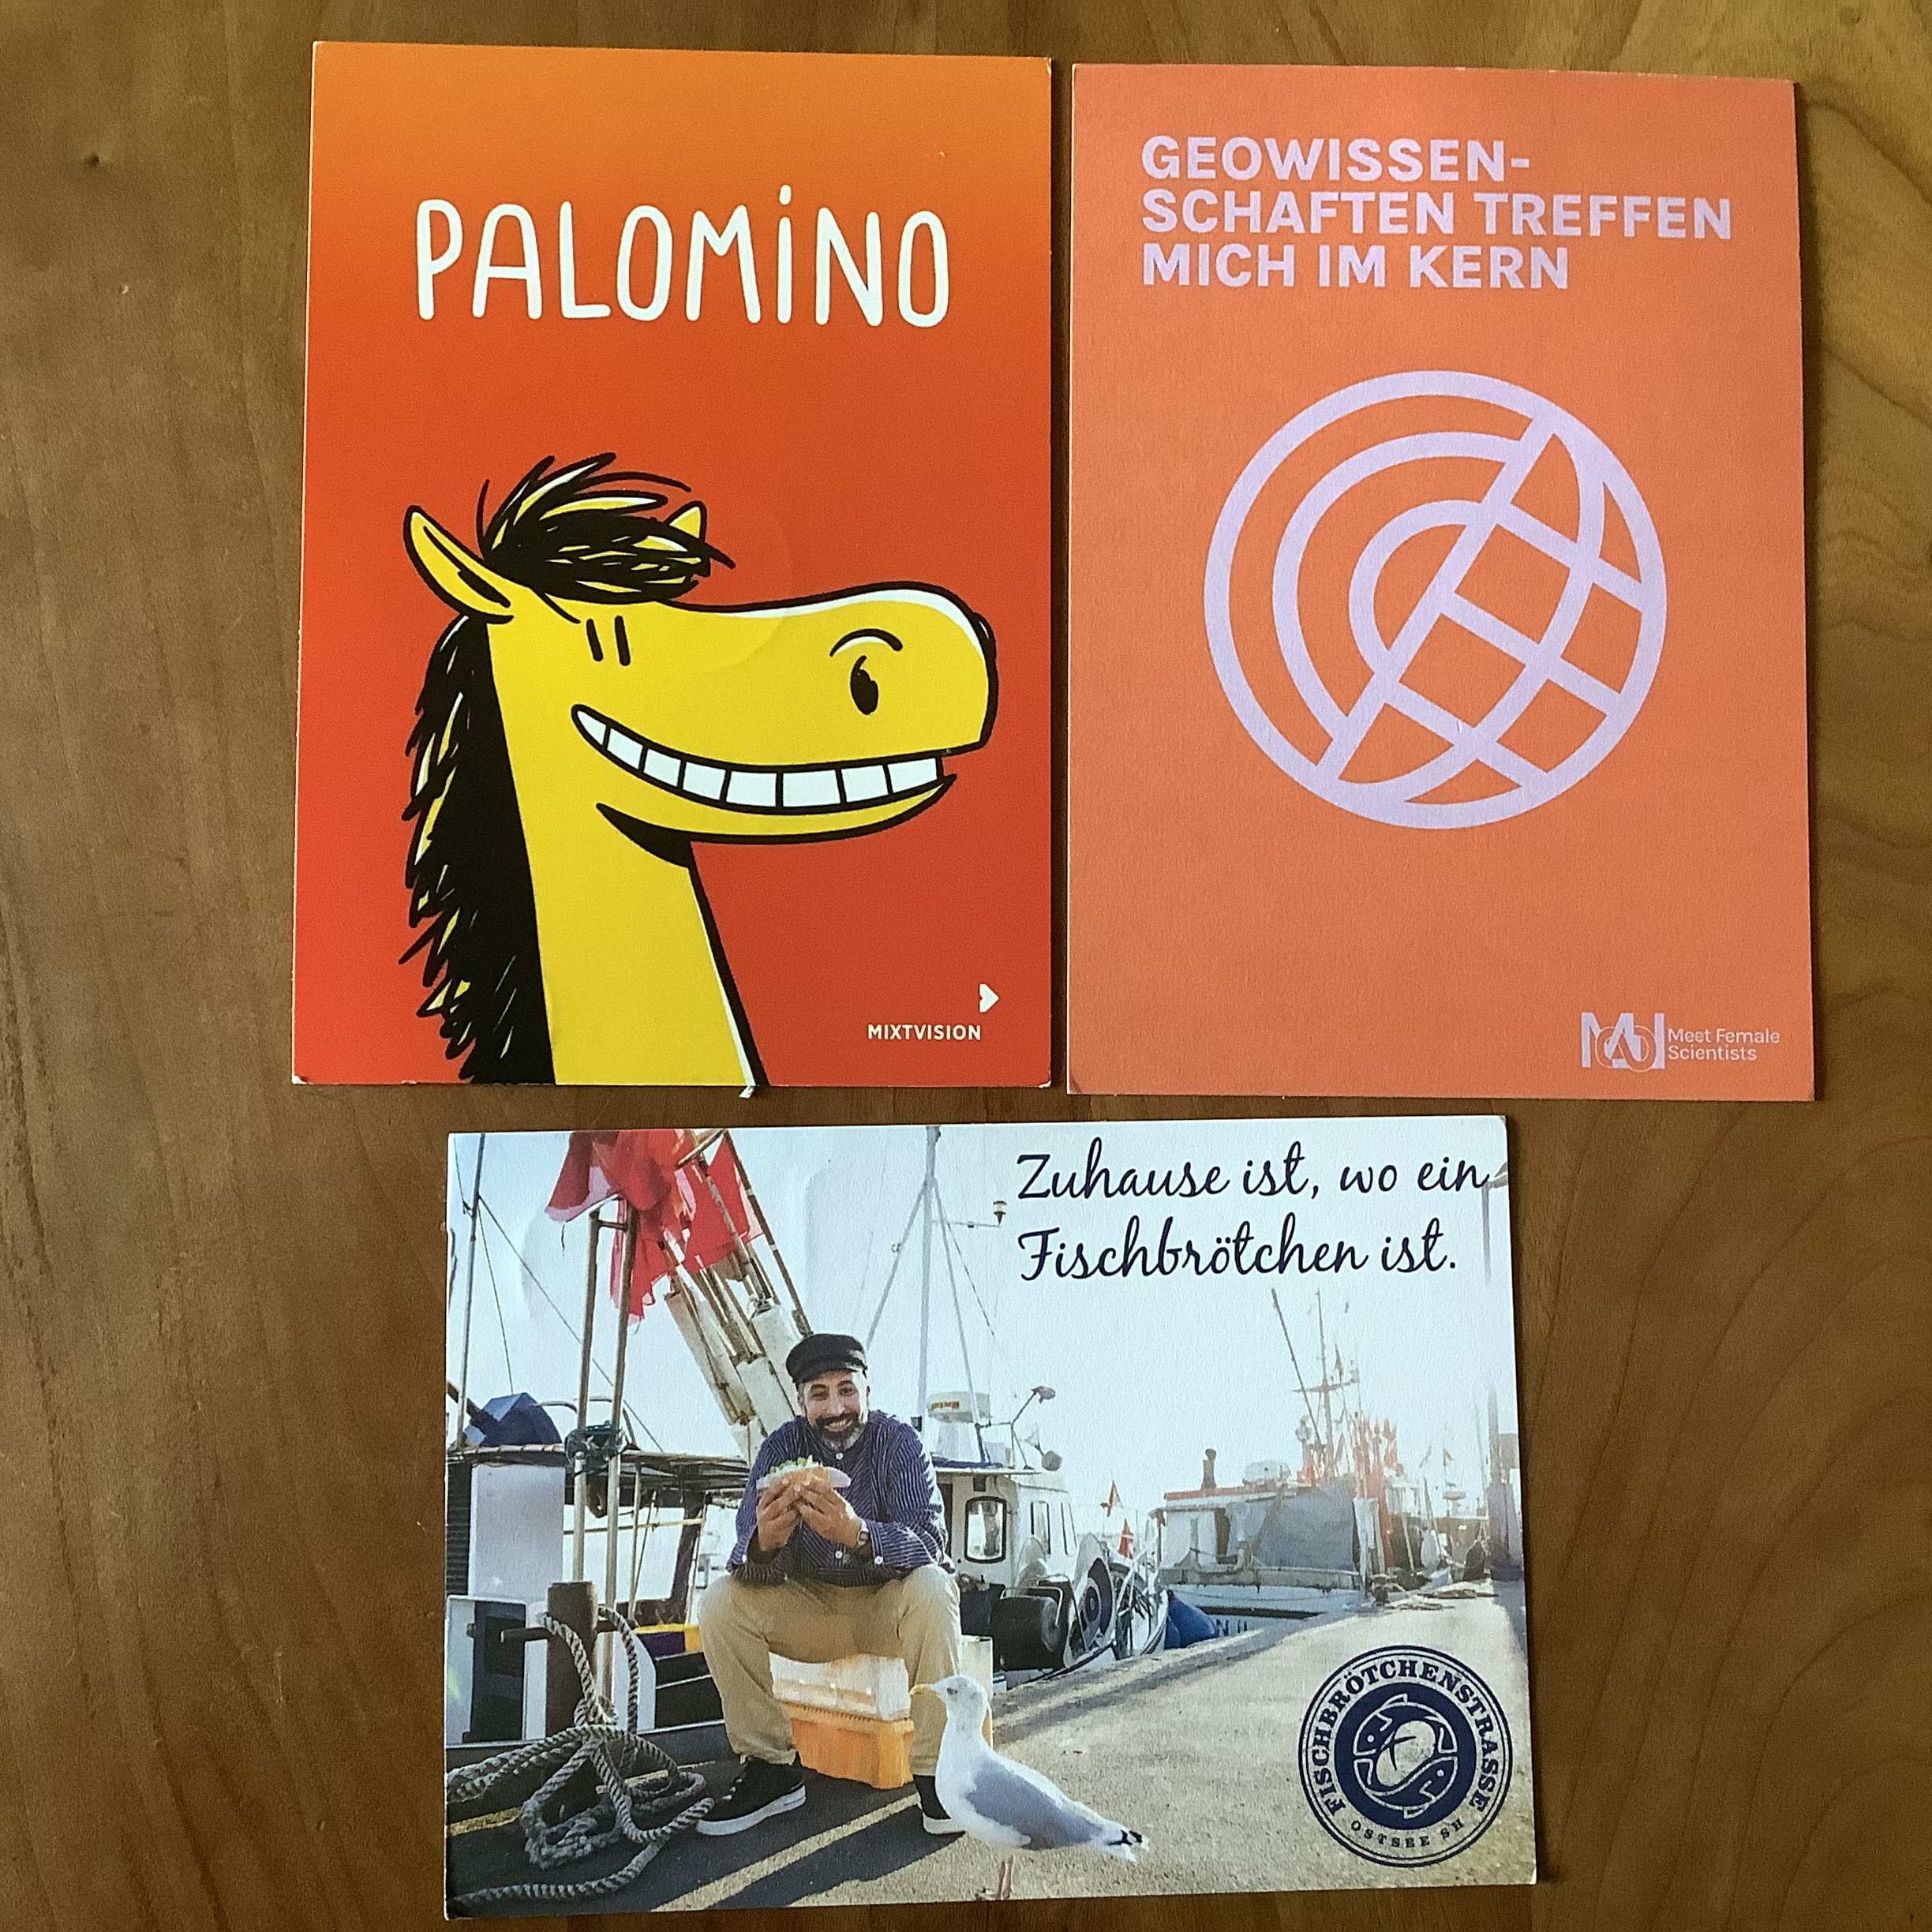 PALOMINO
MIXTVISION
GEOWISSEN-
SCHAFTEN TREFFEN
MICH IM KERN
Meet Female
Scientists
Zuhause ist, wo ein
Fischbrötchen ist.
FISCHBRÖTCHENSTRASSE
OSTSEE SH